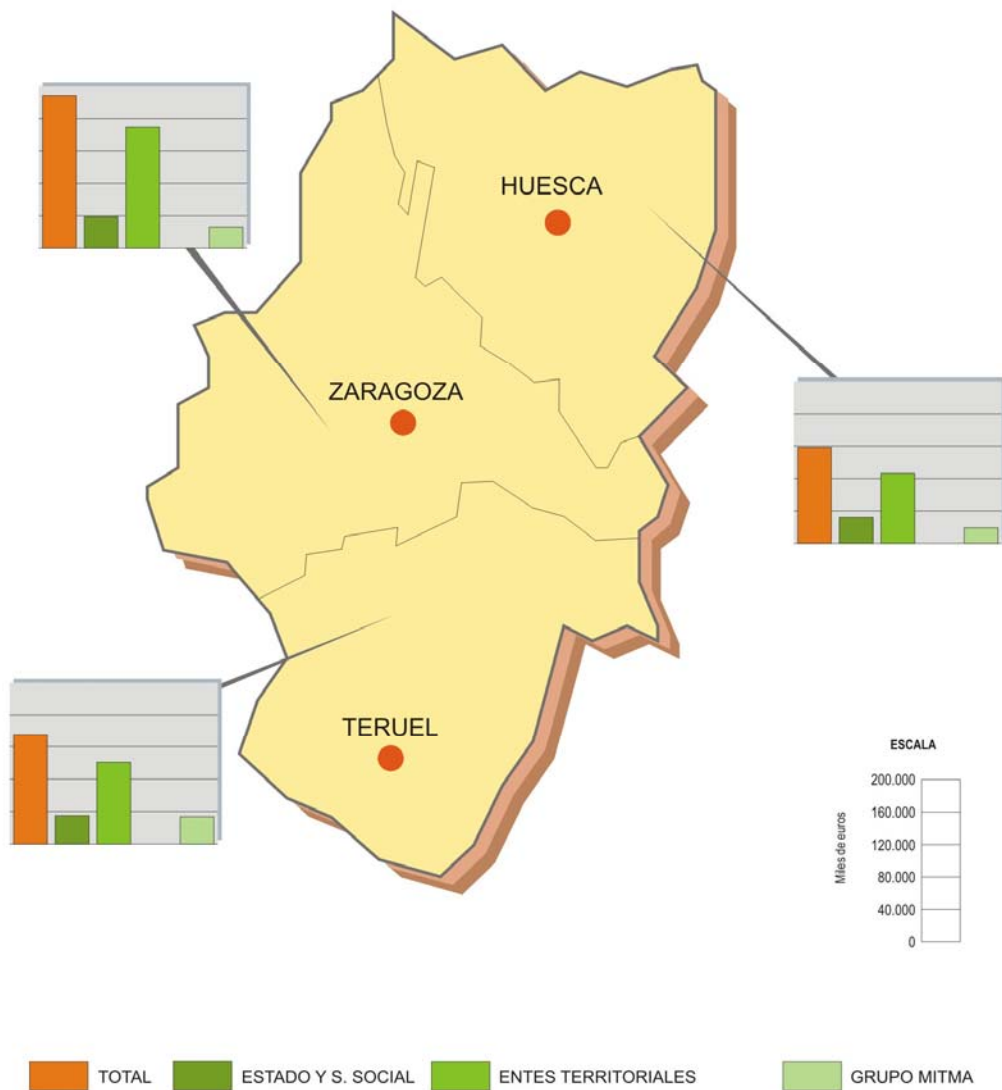 HUESCA
ZARAGOZA
TERUEL
ESCALA
Miles de euros
200.000
160.000
120.000
80.000
40.000
0
TOTAL
ESTADO Y S. SOCIAL
ENTES TERRITORIALES
GRUPO MITMA